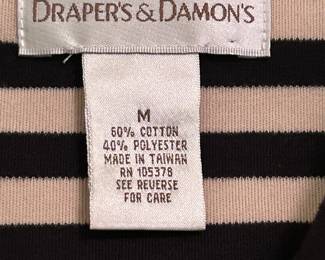 DRAPER'S & DAMON'S
M
60% COTTON
40% POLYESTER
MADE IN TAIWAN
RN 105378
SEE REVERSE
FOR CARE